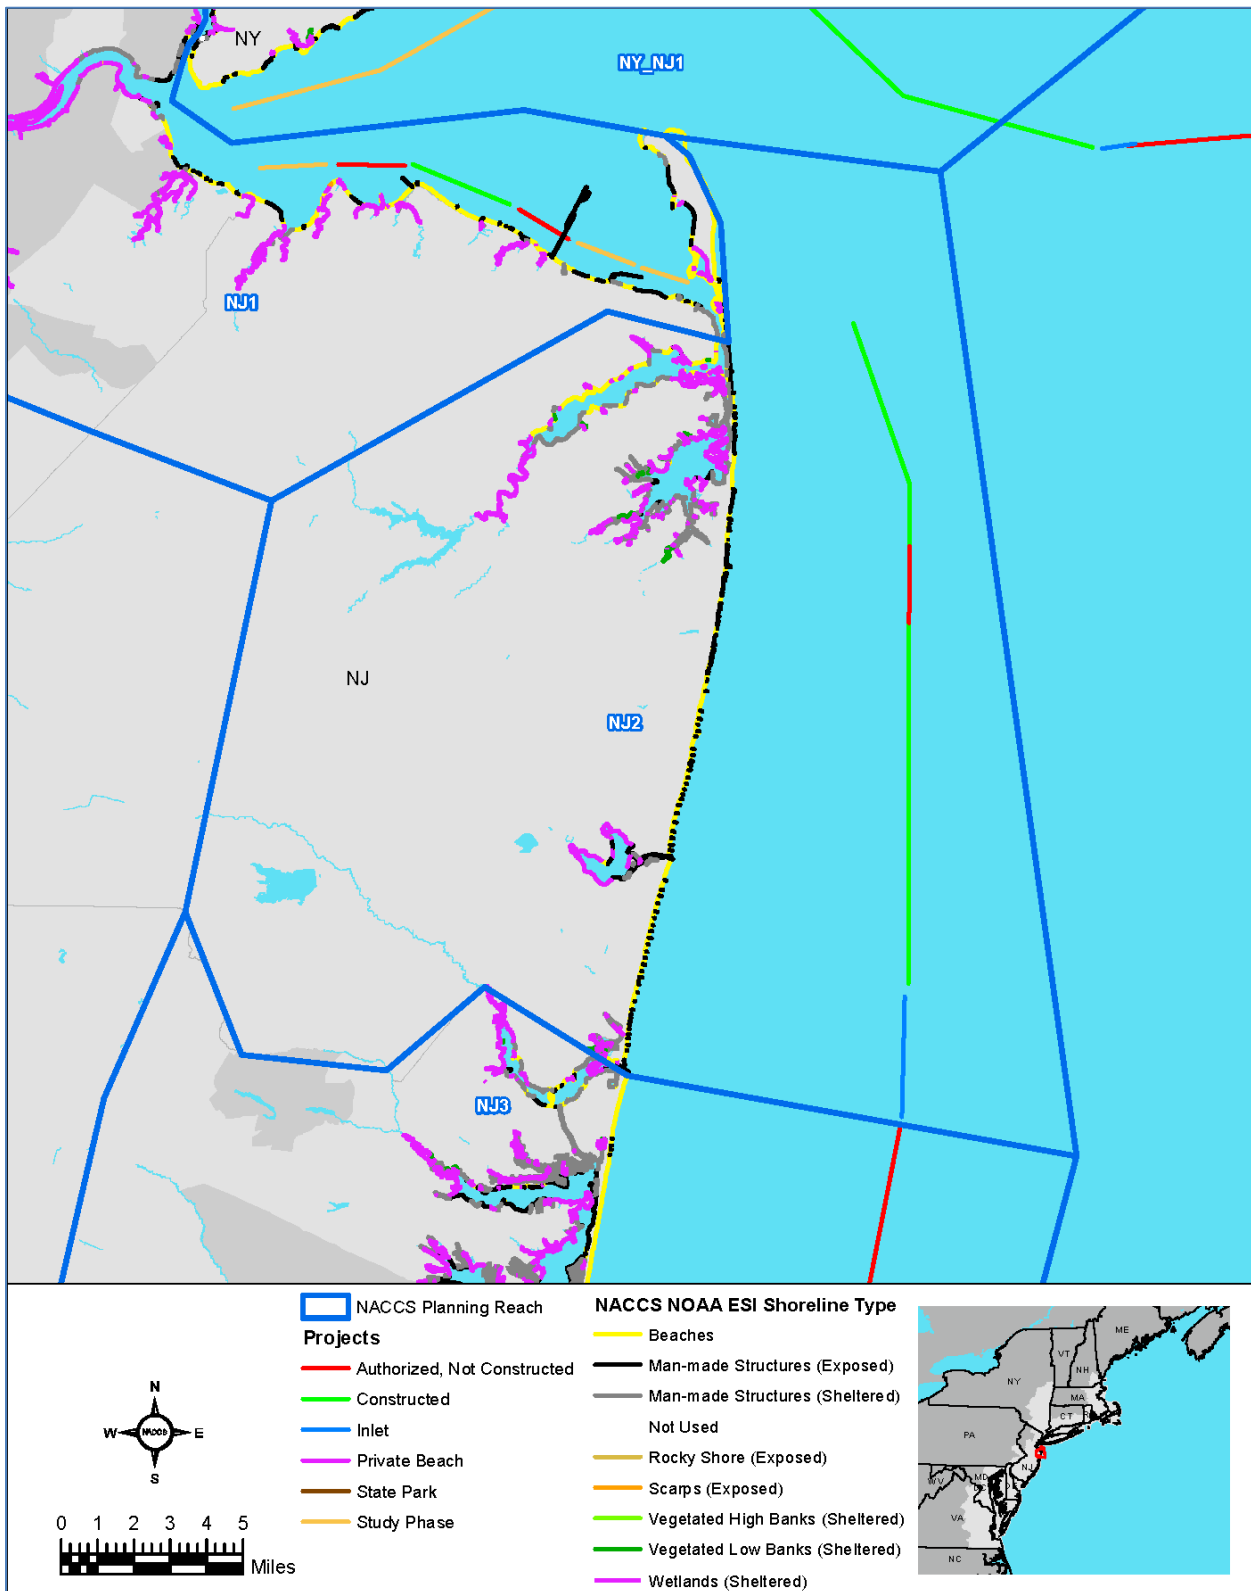 NY
NY_NJ1
NJ1
NJ
NJ2
NJ3
NACCS Planning Reach
Projects
Authorized, Not Constructed
Constructed
Inlet
Private Beach
State Park
Study Phase
NACCS NOAA ESI Shoreline Type
Beaches
Man-made Structures (Exposed)
Man-made Structures (Sheltered)
Not Used
Rocky Shore (Exposed)
Scarps (Exposed)
Vegetated High Banks (Sheltered)
Vegetated Low Banks (Sheltered)
Wetlands (Sheltered)
N
W NACCS E
S
0 1 2 3 4 5
Miles
ME
VT
NH
NY
MA
CT
PA
NJ
MD
WV
VA
NC